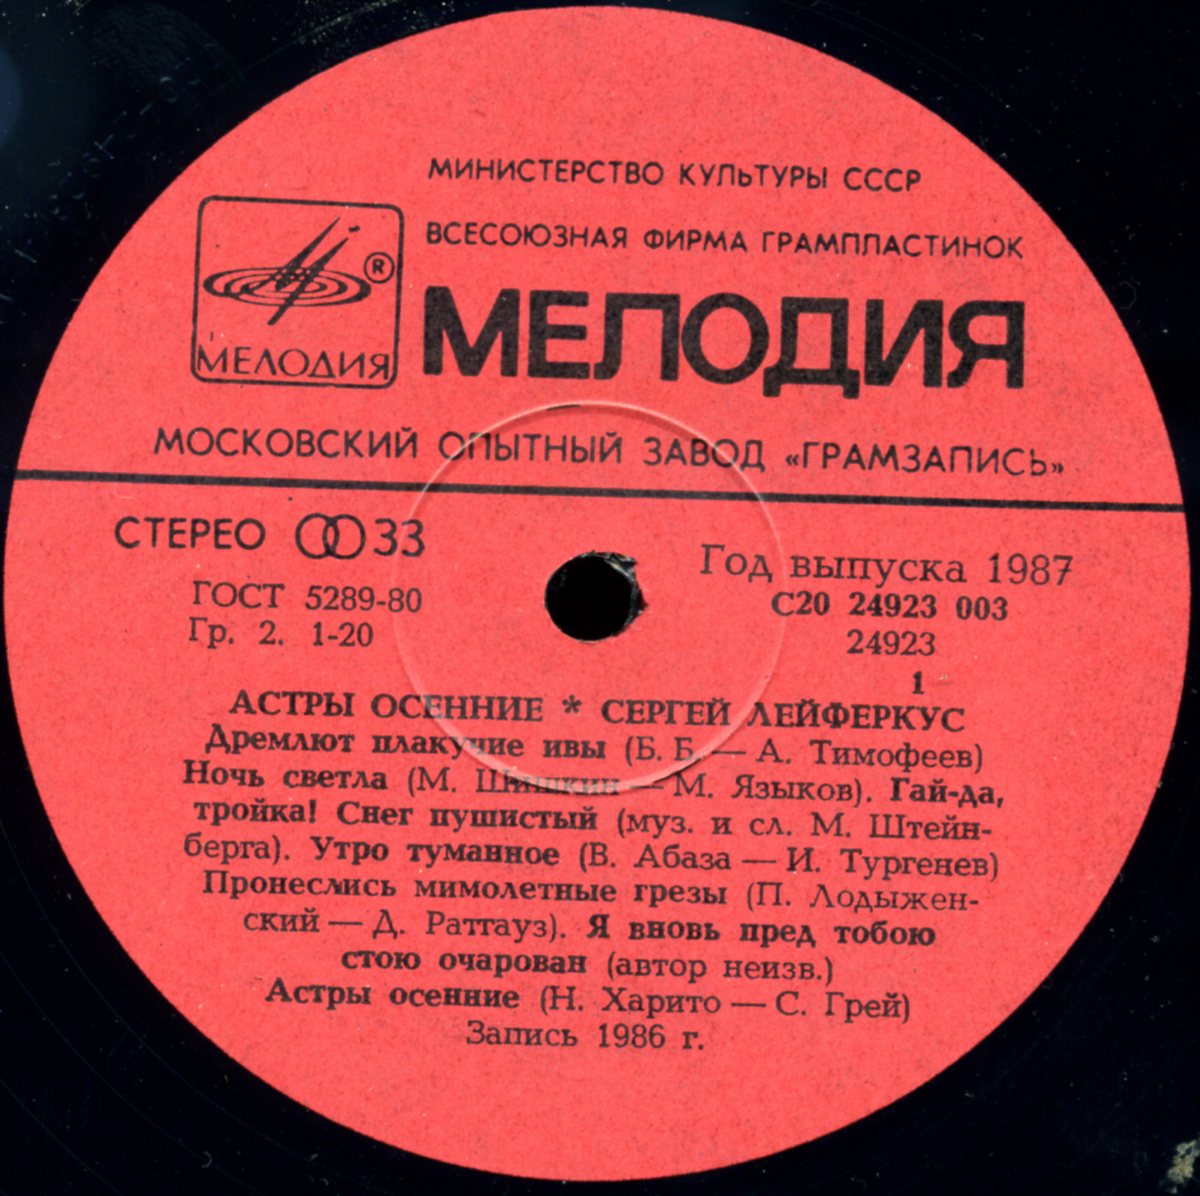 МИНИСТЕРСТВО КУЛЬТУРЫ СССР
ВСЕСОЮЗНАЯ ФИРМА ГРАМПЛАСТИНОК
®
МЕЛОДИЯ
МЕЛОДИЯ
МОСКОВСКИЙ ОПЫТНЫЙ ЗАВОД «ГРАМЗАПИСЬ»
СТЕРЕО 33
Год выпуска 1987
ГОСТ 5289-80
С20 24923 003
Гр. 2. 1-20
24923
1
АСТРЫ ОСЕННИЕ * СЕРГЕЙ ЛЕЙФЕРКУС
Дремлют плакучие ивы (Б. Б. — А. Тимофеев)
Ночь светла (М. Шишкин — М. Языков). Гай-да,
тройка! Снег пушистый (муз. и сл. М. Штейн-
берга). Утро туманное (В. Абаза — И. Тургенев)
Пронеслись мимолетные грезы (П. Лодыжен-
ский — Д. Раттауз). Я вновь пред тобою
стою очарован (автор неизв.)
Астры осенние (Н. Харито — С. Грей)
Запись 1986 г.